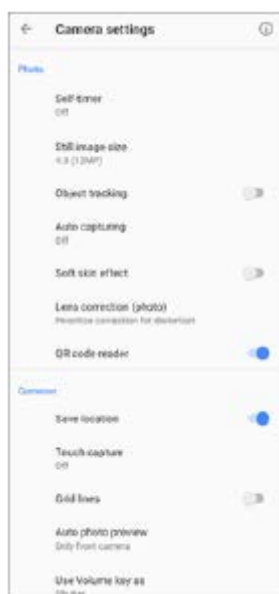 Camera settings
Photo
Self-timer
Off
Still image size
4:3 (12MP)
Object tracking
Auto capturing
Off
Soft skin effect
Lens correction (photo)
Prioritize correction for distortion
QR code reader
Common
Save location
Touch capture
Off
Grid lines
Auto photo preview
Only front camera
Use Volume key as